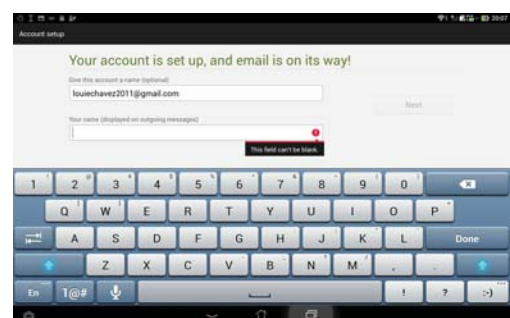 20:07
Account setup
Your account is set up, and email is on its way!
Give this account a name (optional)
louiechavez2011@gmail.com
Next
Your name (displayed on outgoing messages)
This field can't be blank.
1 2 3 4 5 6 7 8 9 0
Q W E R T Y U I O P
A S D F G H J K L Done
Z X C V B N M , .
En 1@# ! ? :-)